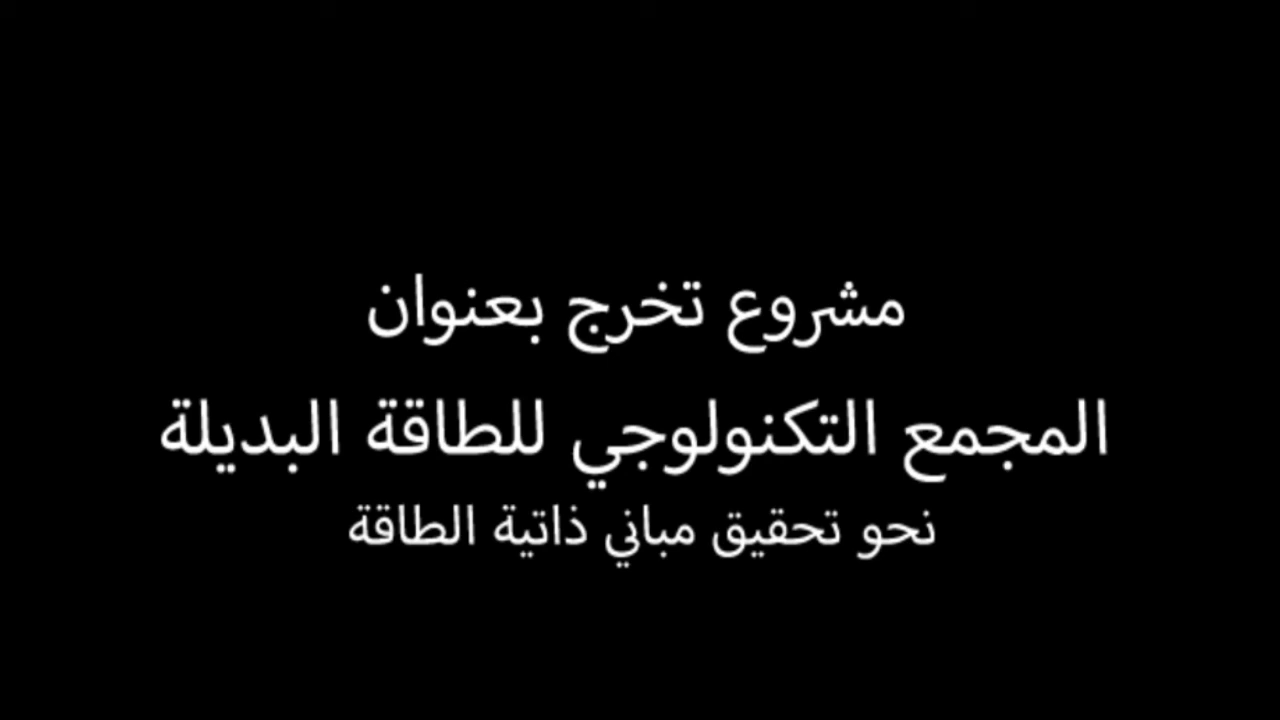 مشروع تخرج بعنوان
المجمع التكنولوجي للطاقة البديلة
نحو تحقيق مباني ذاتية الطاقة